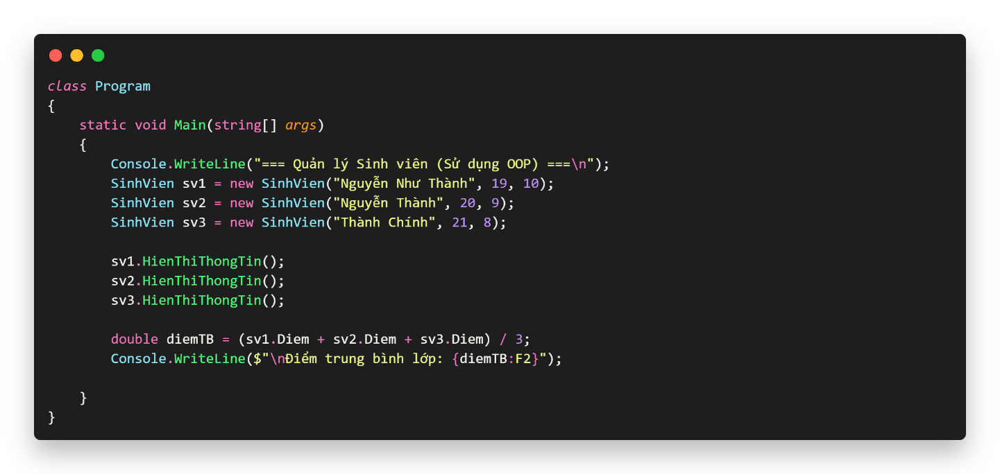 class Program
{
    static void Main(string[] args)
    {
        Console.WriteLine("=== Quản lý Sinh viên (Sử dụng OOP) ===\n");
        SinhVien sv1 = new SinhVien("Nguyễn Như Thành", 19, 10);
        SinhVien sv2 = new SinhVien("Nguyễn Thành", 20, 9);
        SinhVien sv3 = new SinhVien("Thành Chính", 21, 8);

        sv1.HienThiThongTin();
        sv2.HienThiThongTin();
        sv3.HienThiThongTin();

        double diemTB = (sv1.Diem + sv2.Diem + sv3.Diem) / 3;
        Console.WriteLine($"\nĐiểm trung bình lớp: {diemTB:F2}");

    }
}